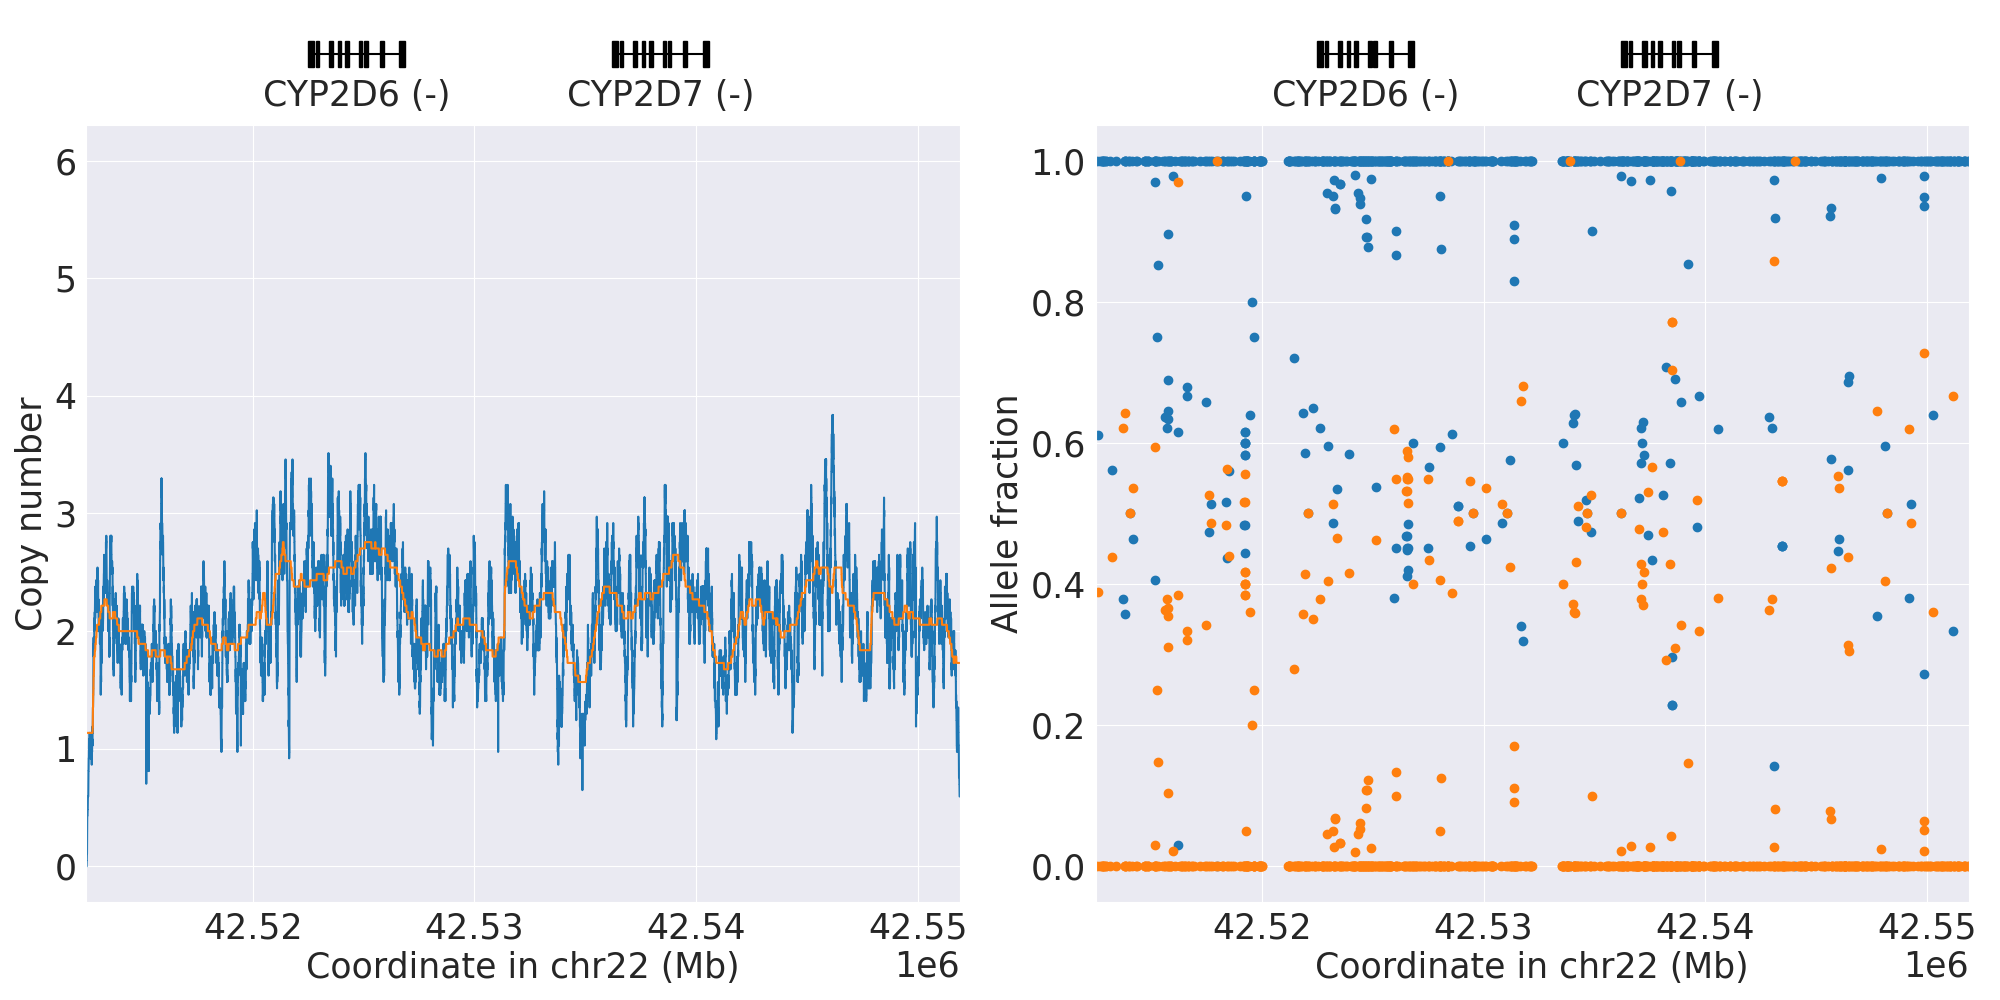 CYP2D6 (-) CYP2D7 (-)
6
5
4
3
2
1
0
Copy number
42.52 42.53 42.54 42.55
Coordinate in chr22 (Mb)
1e6
CYP2D6 (-) CYP2D7 (-)
1.0
0.8
0.6
0.4
0.2
0.0
Allele fraction
42.52 42.53 42.54 42.55
Coordinate in chr22 (Mb)
1e6